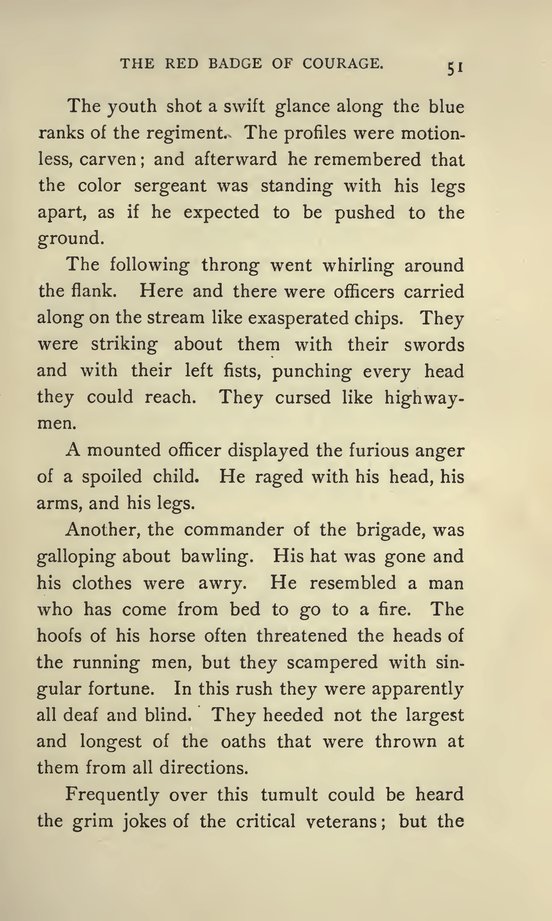 THE RED BADGE OF COURAGE. 51
The youth shot a swift glance along the blue
ranks of the regiment. The profiles were motion-
less, carven; and afterward he remembered that
the color sergeant was standing with his legs
apart, as if he expected to be pushed to the
ground.
The following throng went whirling around
the flank. Here and there were officers carried
along on the stream like exasperated chips. They
were striking about them with their swords
and with their left fists, punching every head
they could reach. They cursed like highway-
men.
A mounted officer displayed the furious anger
of a spoiled child. He raged with his head, his
arms, and his legs.
Another, the commander of the brigade, was
galloping about bawling. His hat was gone and
his clothes were awry. He resembled a man
who has come from bed to go to a fire. The
hoofs of his horse often threatened the heads of
the running men, but they scampered with sin-
gular fortune. In this rush they were apparently
all deaf and blind. They heeded not the largest
and longest of the oaths that were thrown at
them from all directions.
Frequently over this tumult could be heard
the grim jokes of the critical veterans; but the